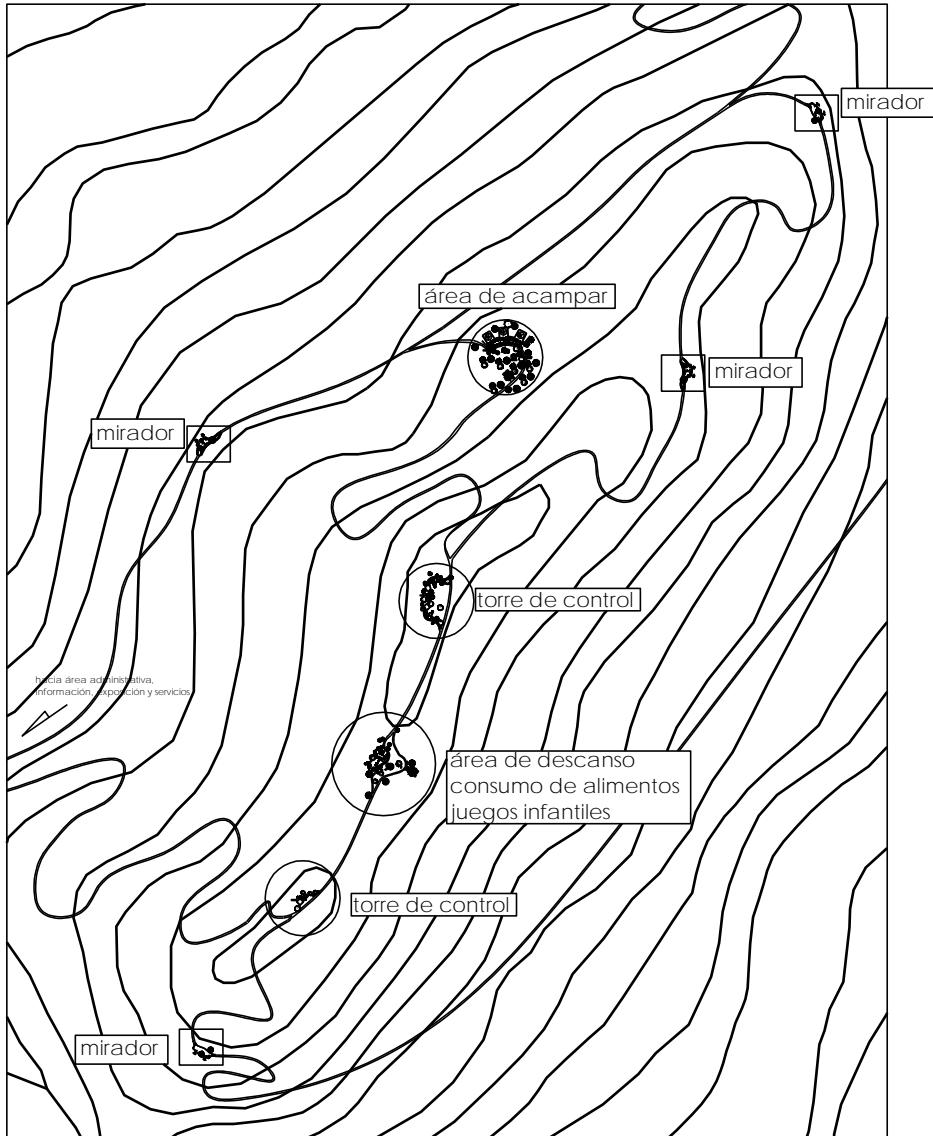 mirador
área de acampar
mirador
mirador
torre de control
hacia área administrativa,
información, exposición y servicios
área de descanso
consumo de alimentos
juegos infantiles
torre de control
mirador